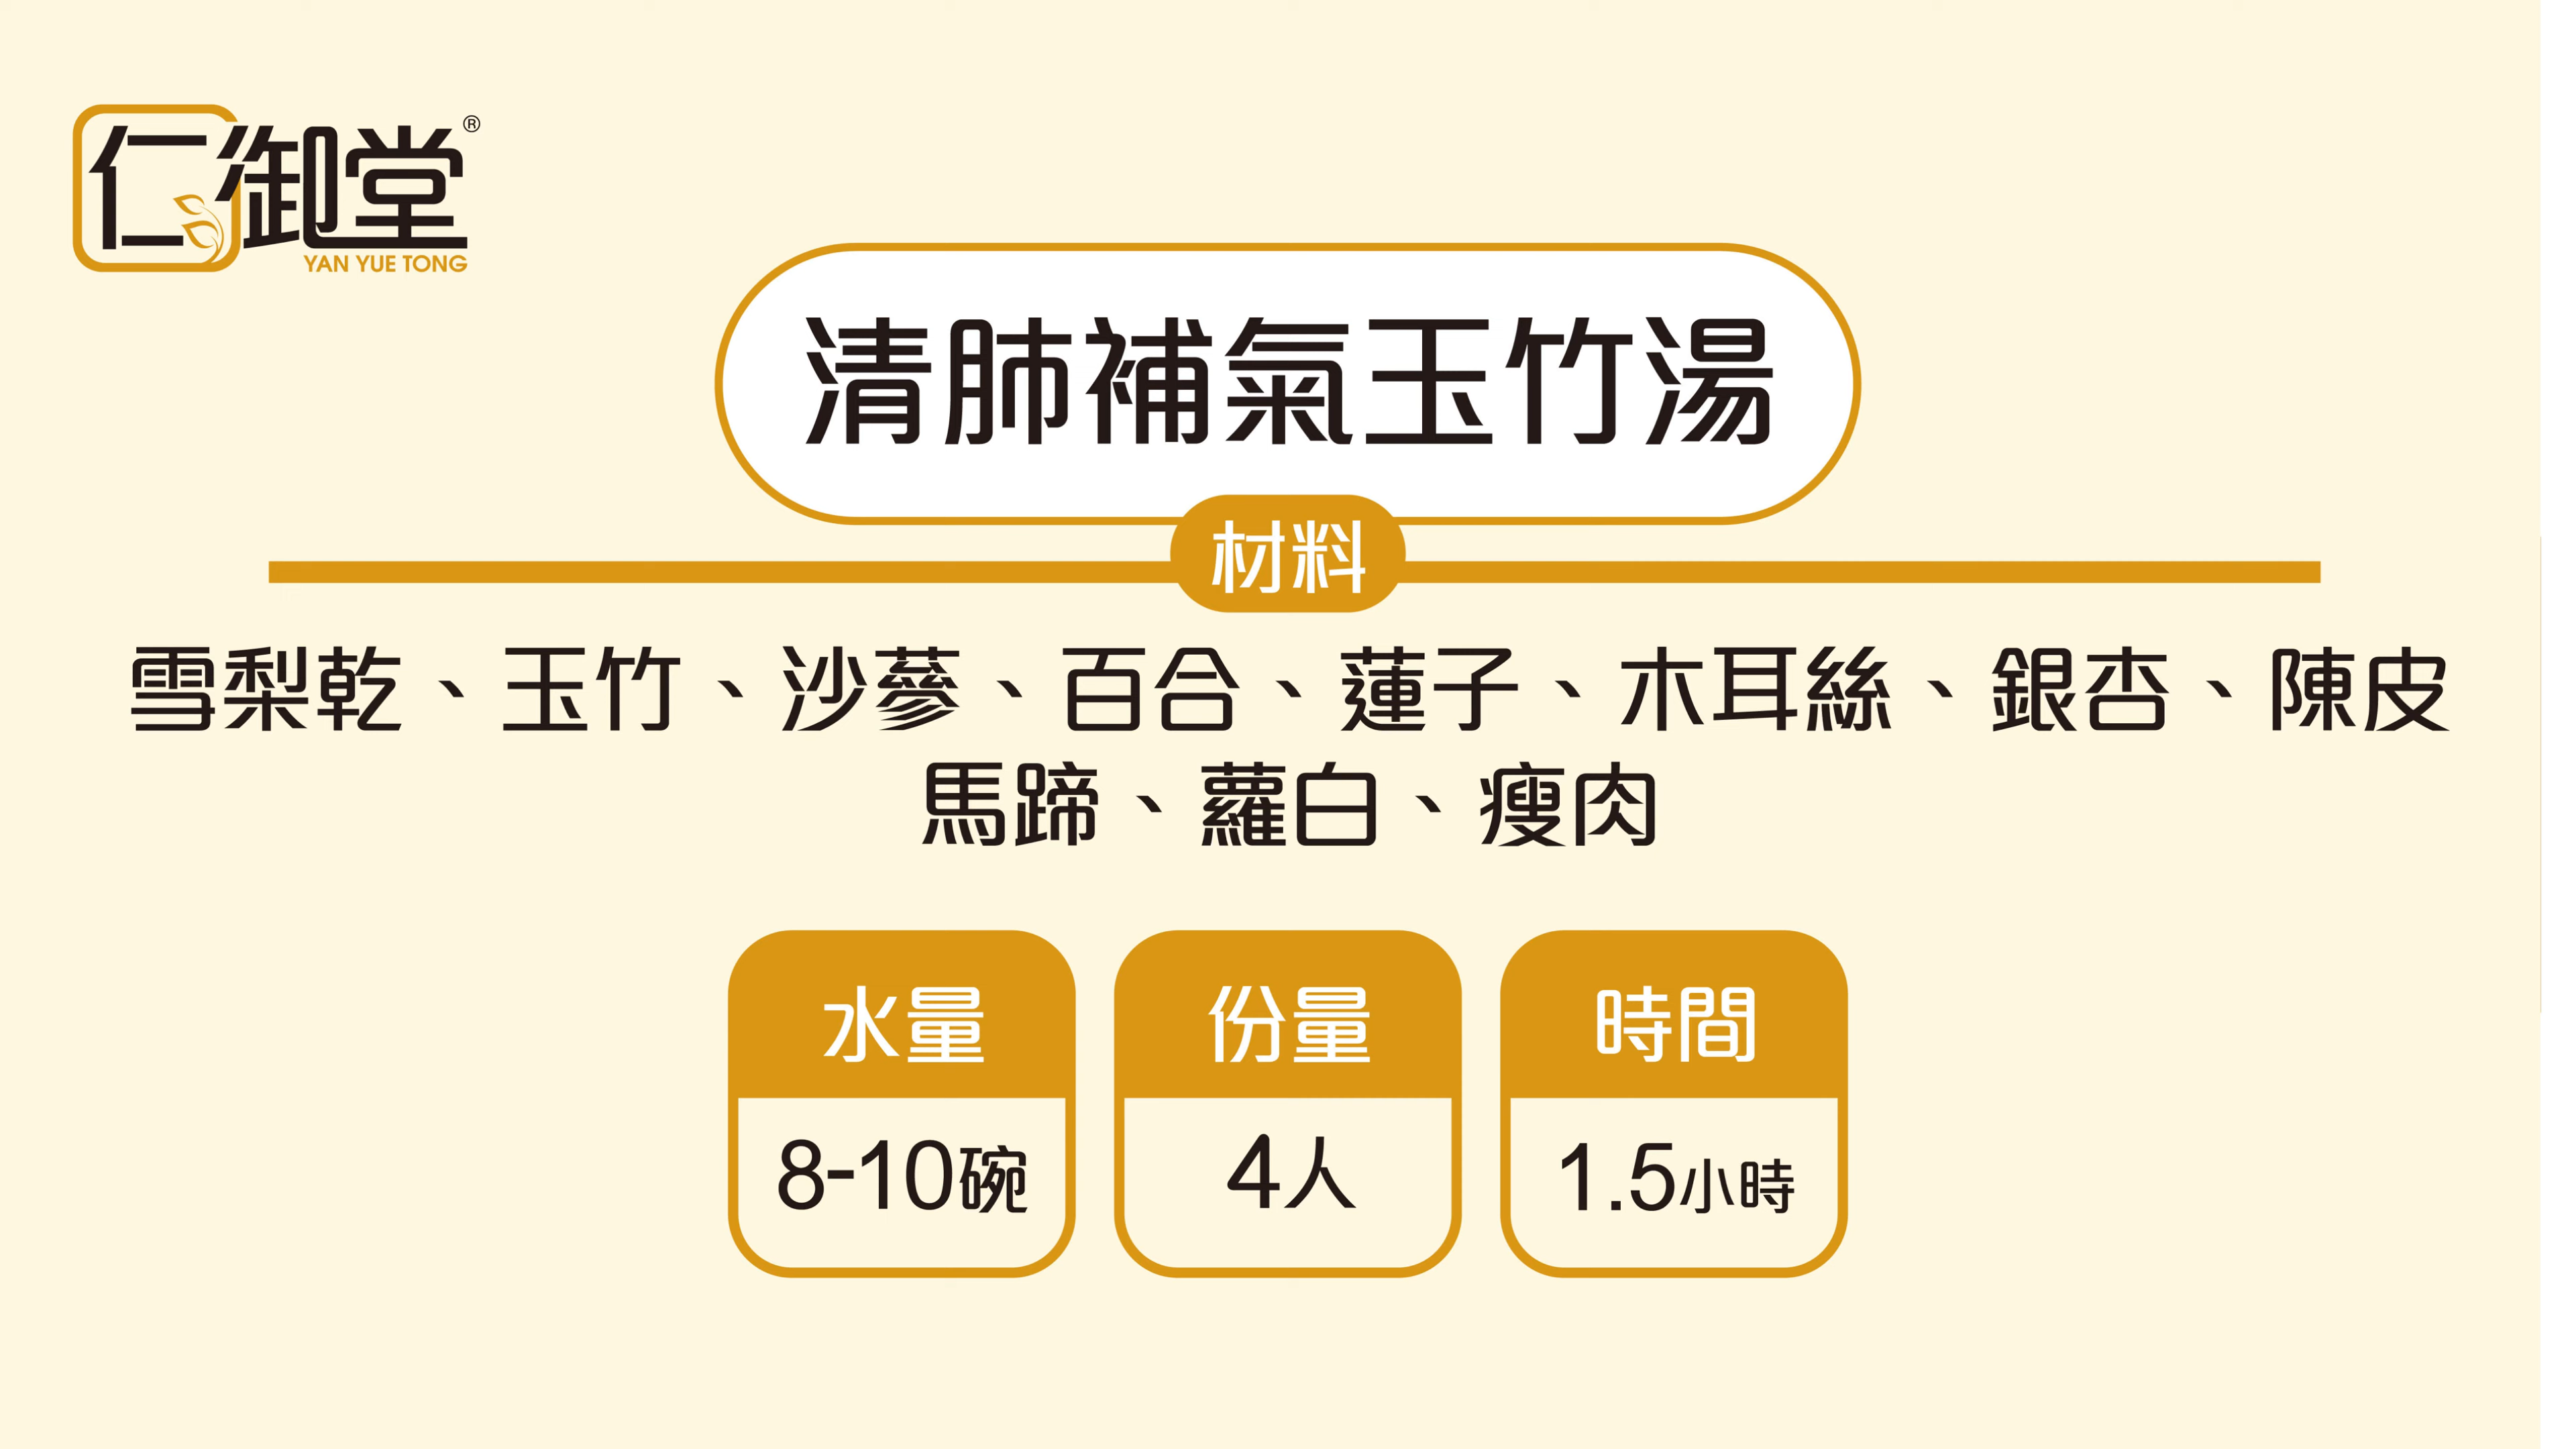 仁御堂®
YAN YUE TONG
清肺補氣玉竹湯
材料
雪梨乾、玉竹、沙蔘、百合、蓮子、木耳絲、銀杏、陳皮
馬蹄、蘿白、瘦肉
水量
8-10碗
份量
4人
時間
1.5小時